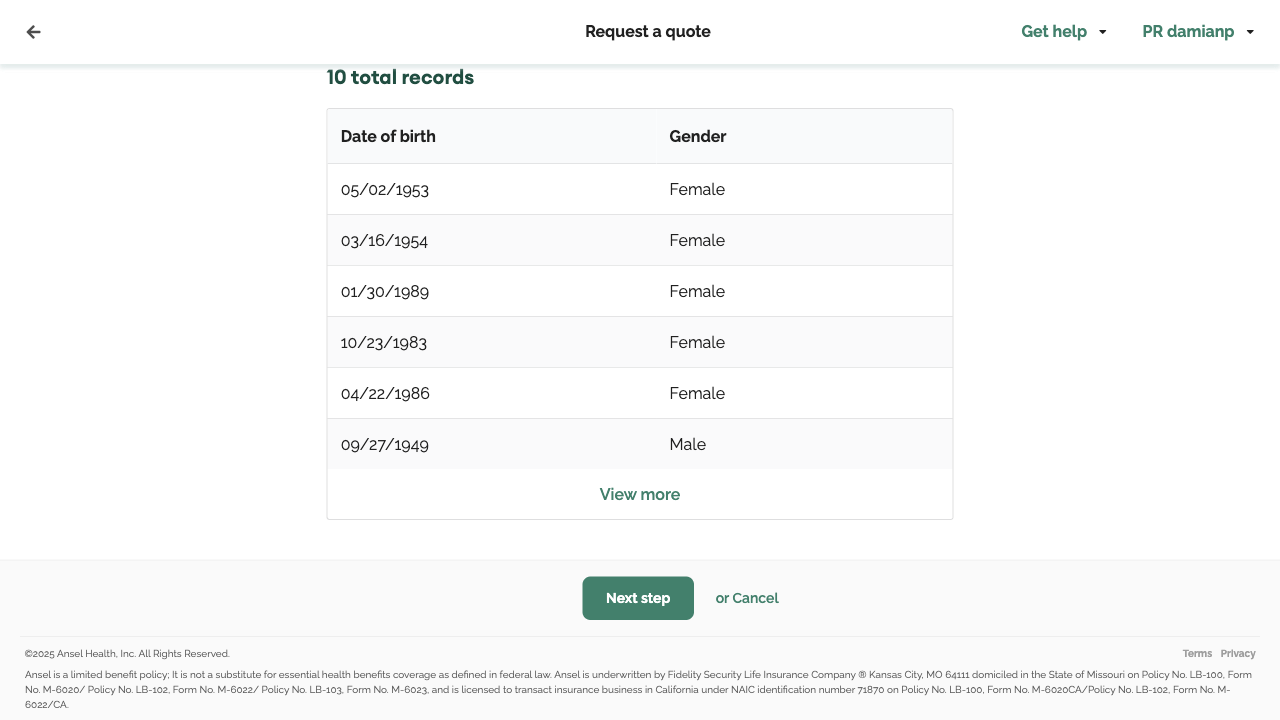 Request a quote
Get help
PR damianp
10 total records
Date of birth Gender
05/02/1953 Female
03/16/1954 Female
01/30/1989 Female
10/23/1983 Female
04/22/1986 Female
09/27/1949 Male
View more
Next step
or Cancel
©2025 Ansel Health, Inc. All Rights Reserved.
Terms Privacy
Ansel is a limited benefit policy; It is not a substitute for essential health benefits coverage as defined in federal law. Ansel is underwritten by Fidelity Security Life Insurance Company ® Kansas City, MO 64111 domiciled in the State of Missouri on Policy No. LB-100, Form
No. M-6020/ Policy No. LB-102, Form No. M-6022/ Policy No. LB-103, Form No. M-6023, and is licensed to transact insurance business in California under NAIC identification number 71870 on Policy No. LB-100, Form No. M-6020CA/Policy No. LB-102, Form No. M-
6022/CA.